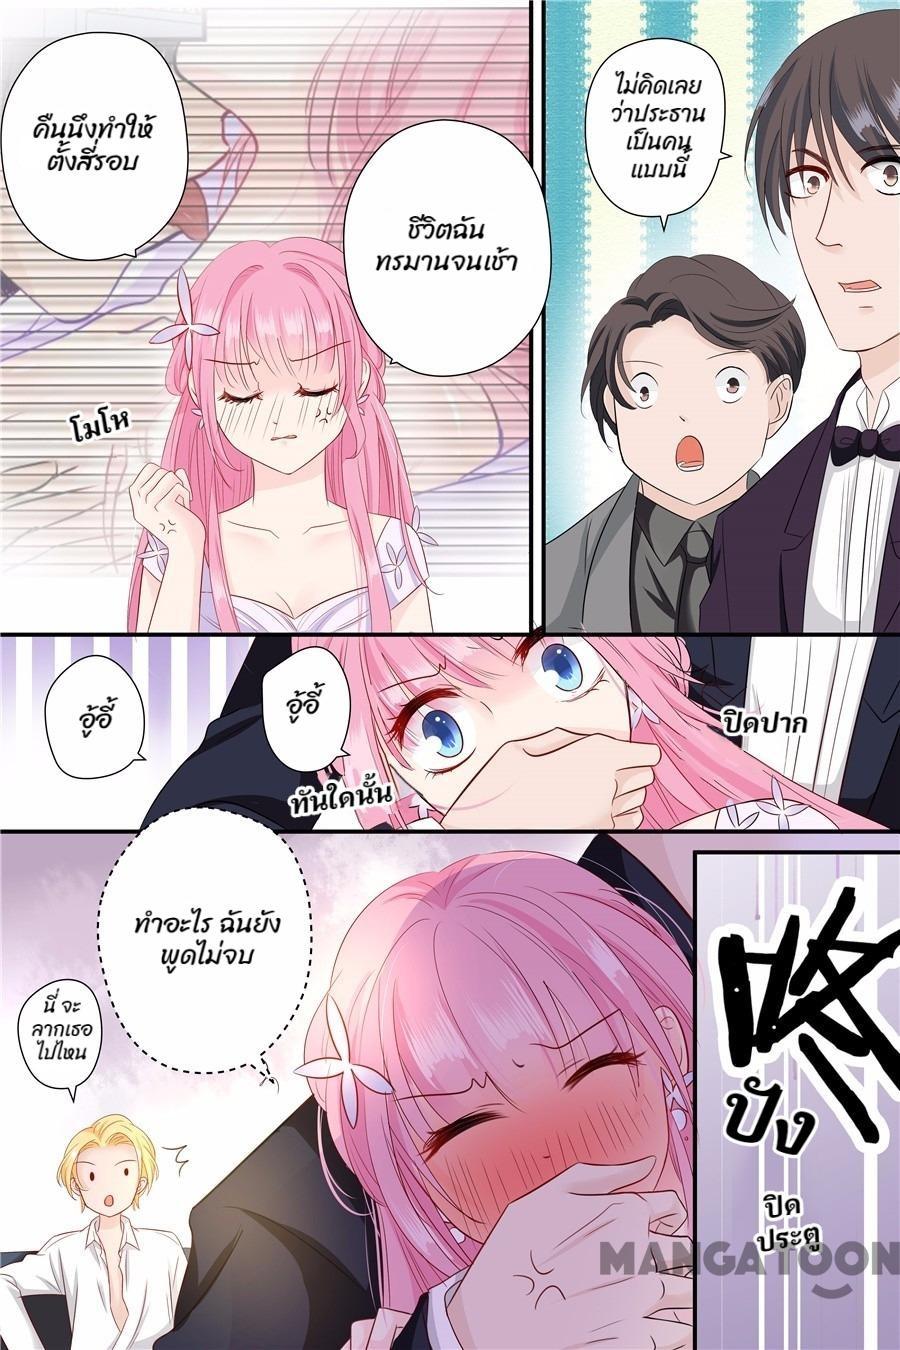 คืนนึงทำให้
ตั้งสี่รอบ
ชีวิตฉัน
ทรมานจนเช้า
โมโห
ไม่คิดเลย
ว่าประธาน
เป็นคน
แบบนี้
อู้อี้
อู้อี้
ทันใดนั้น
ปิดปาก
ทำอะไร ฉันยัง
พูดไม่จบ
นี่ จะ
ลากเธอ
ไปไหน
咚
ปัง
ปิด
ประตู
MANGATOON